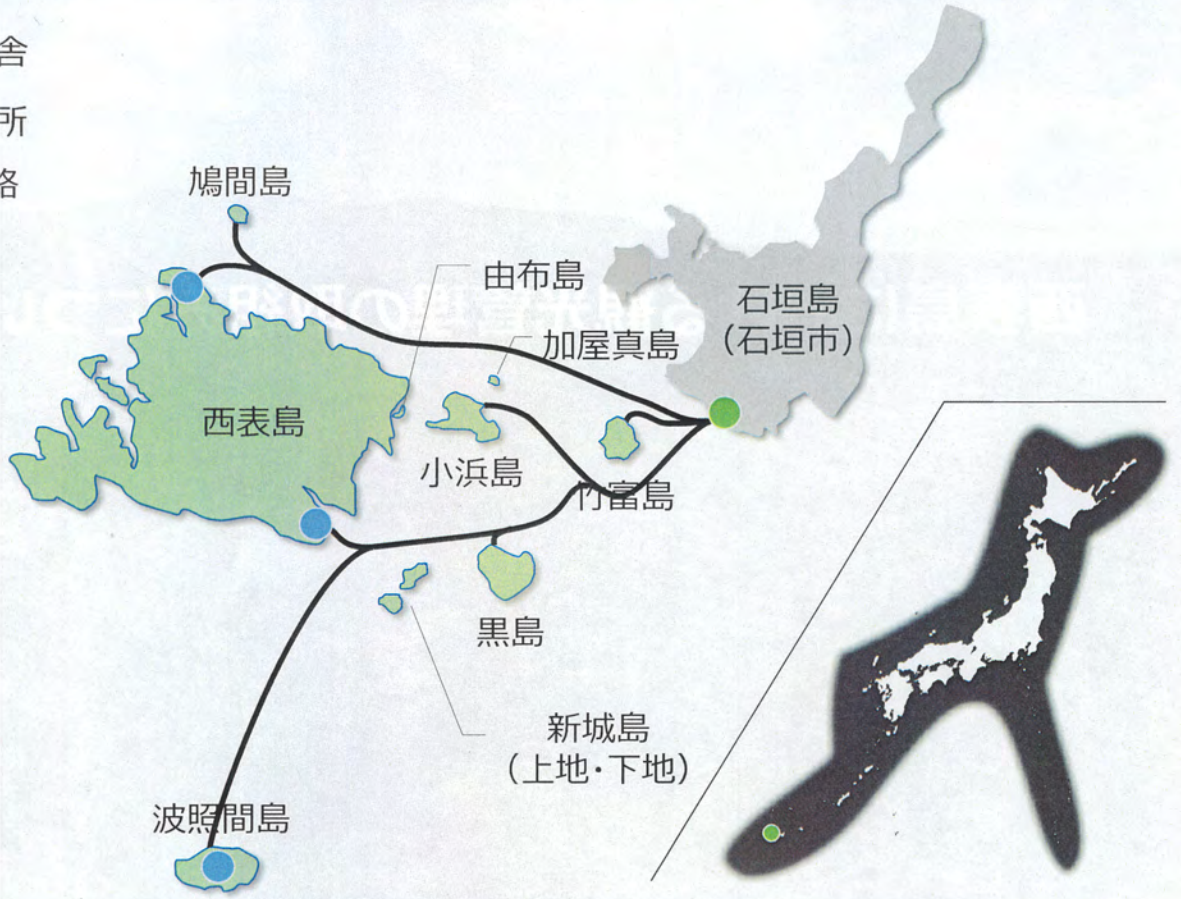 舎
所
路
鳩間島
由布島
加屋真島
石垣島
(石垣市)
西表島
小浜島
竹富島
黒島
新城島
(上地・下地)
波照間島